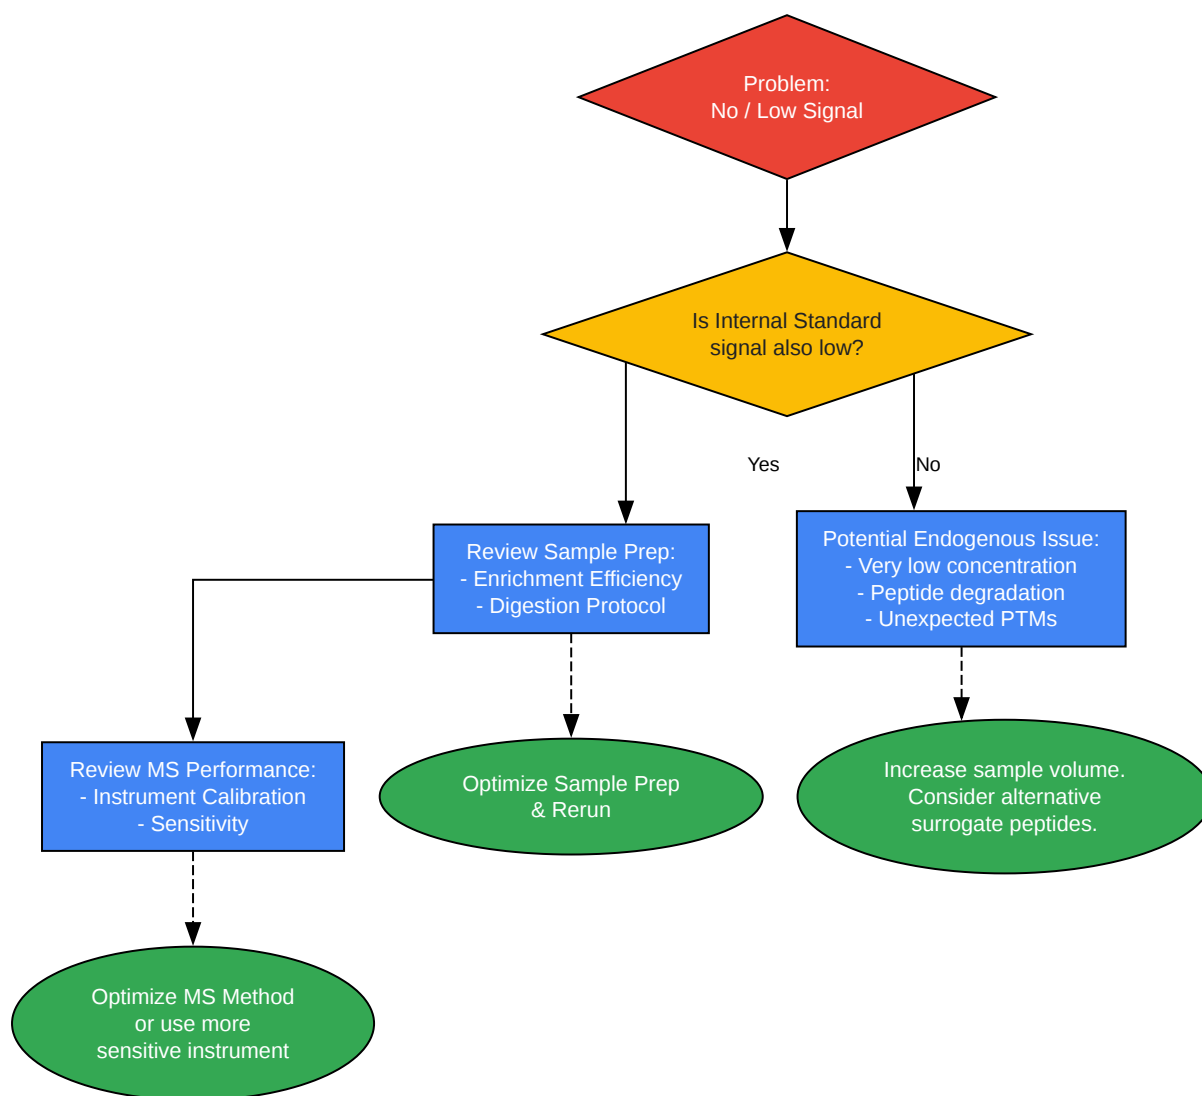 Problem:
No / Low Signal
Is Internal Standard
signal also low?
Yes
No
Review Sample Prep:
- Enrichment Efficiency
- Digestion Protocol
Potential Endogenous Issue:
- Very low concentration
- Peptide degradation
- Unexpected PTMs
Review MS Performance:
- Instrument Calibration
- Sensitivity
Optimize Sample Prep
& Rerun
Increase sample volume.
Consider alternative
surrogate peptides.
Optimize MS Method
or use more
sensitive instrument